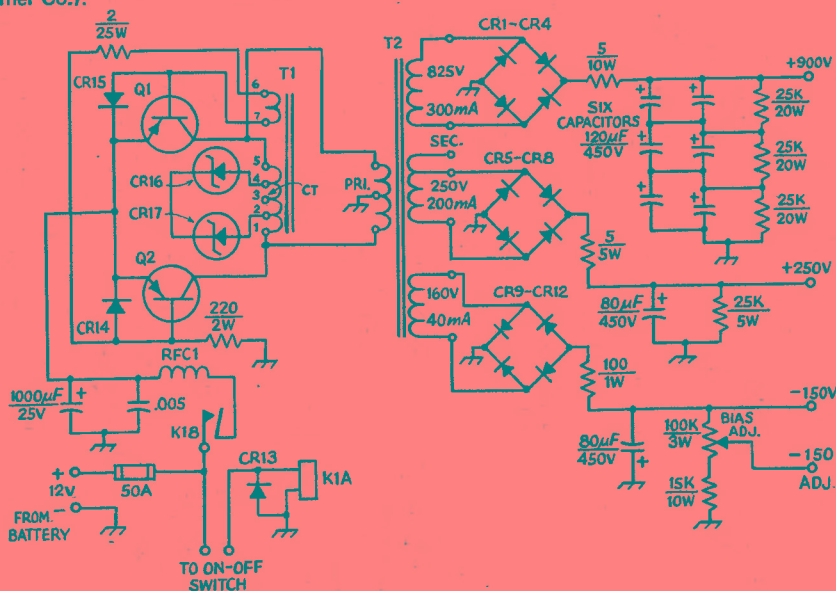 mer Co.).
2
25W
CR15
Q1
6
T1
7
5
4
3
2
1
CR16
CR17
CT
Q2
CR14
220
2W
RFC1
1000µF
25V
.005
K18
+
12V
50A
-
FROM
BATTERY
CR13
K1A
TO ON-OFF
SWITCH
T2
PRI.
825V
300mA
SEC.
250V
200mA
160V
40mA
CR1-CR4
5
10W
+900V
SIX
CAPACITORS
120µF
450V
+
+
25K
20W
25K
20W
25K
20W
CR5-CR8
5
5W
+250V
80µF
450V
+
25K
5W
CR9-CR12
100
1W
-150V
80µF
450V
+
100K
3W
BIAS
ADJ.
15K
10W
-150
ADJ.